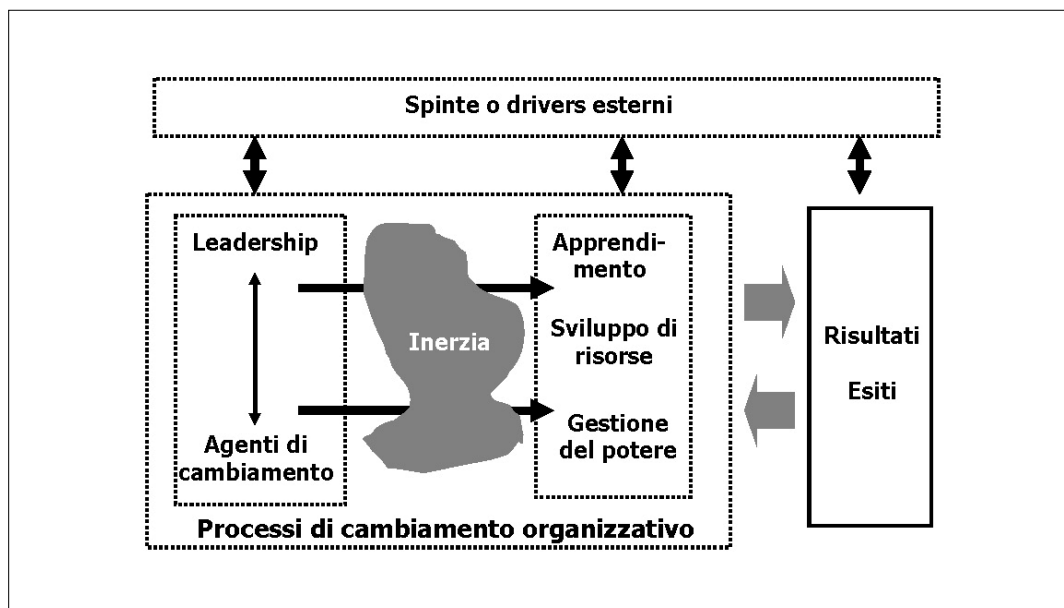 Spinte o drivers esterni
Leadership
Agenti di
cambiamento
Inerzia
Apprendi-
mento
Sviluppo di
risorse
Gestione
del potere
Processi di cambiamento organizzativo
Risultati
Esiti